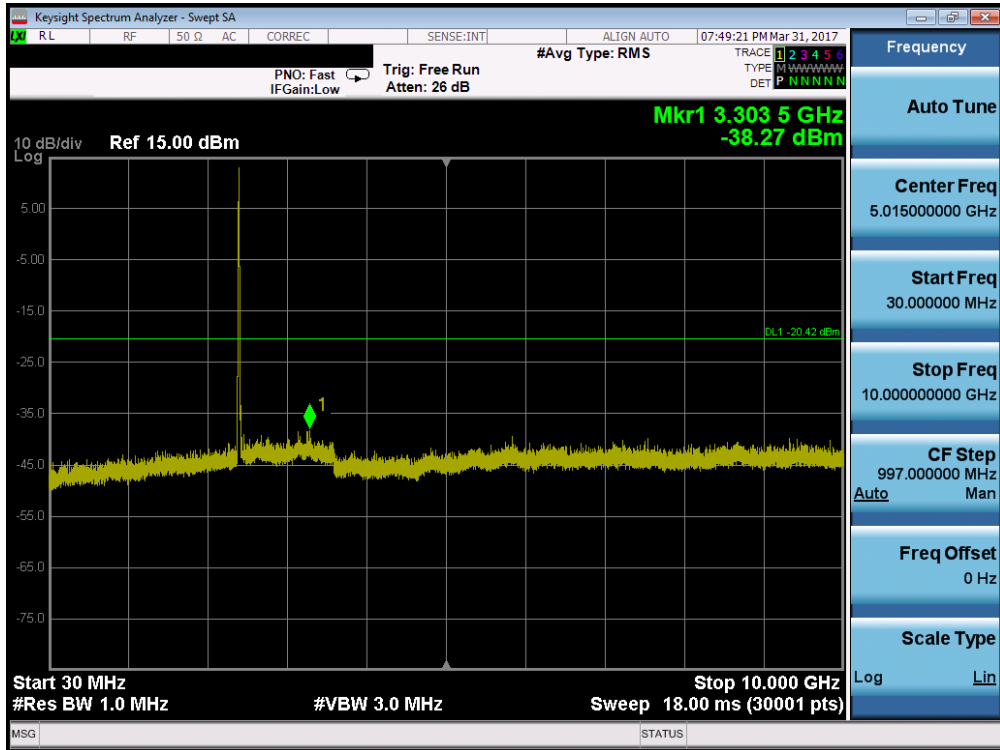 Keysight Spectrum Analyzer - Swept SA
LXI RL RF 50 Ω AC CORREC SENSE:INT ALIGN AUTO 07:49:21 PM Mar 31, 2017
#Avg Type: RMS
TRACE 1 2 3 4 5 6
PNO: Fast Trig: Free Run
TYPE M WWWWW
IFGain:Low Atten: 26 dB
DET P N N N N N
Mkr1 3.303 5 GHz
-38.27 dBm
10 dB/div Ref 15.00 dBm
Log
5.00
-5.00
-15.0
DL1 -20.42 dBm
-25.0
-35.0
1
-45.0
-55.0
-65.0
-75.0
Start 30 MHz Stop 10.000 GHz
#Res BW 1.0 MHz #VBW 3.0 MHz Sweep 18.00 ms (30001 pts)
MSG STATUS
Frequency
Auto Tune
Center Freq
5.015000000 GHz
Start Freq
30.000000 MHz
Stop Freq
10.000000000 GHz
CF Step
997.000000 MHz
Auto Man
Freq Offset
0 Hz
Scale Type
Log Lin